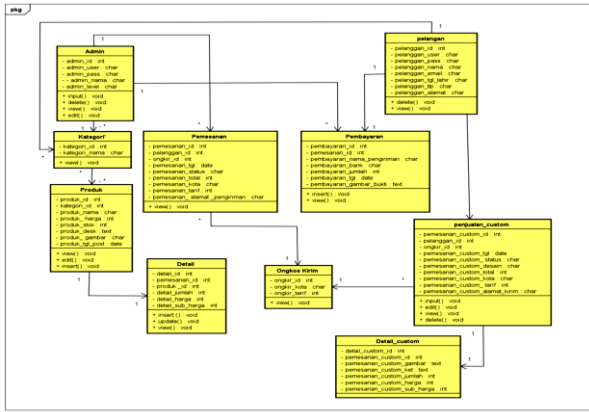 pkg
Admin
- admin_id : int
- admin_user : char
- admin_pass : char
- - admin_nama : char
- admin_level : char
+ input() : void
+ delete() : void
+ view() : void
+ edit() : void
pelangan
- pelanggan_id : int
- pelanggan_user : char
- pelanggan_pass : char
- pelanggan_nama : char
- pelanggan_email : char
- pelanggan_tgl_lahir : char
- pelanggan_tlp : char
- pelanggan_alamat : char
+ delete() : void
+ view() : void
Kategori'
- kategori_id : int
- kategori_nama : char
+ view() : void
Pemesanan
- pemesanan_id : int
- pelanggan_id : int
- ongkir_id : int
- pemesanan_tgl : date
- pemesanan_status : char
- pemesanan_total : int
- pemesanan_kota : char
- pemesanan_tarif : int
- pemesanan_ alamat _pengiriman : char
+ view() : void
Pembayaran
- pembayaran_id : int
- pemesanan_id : int
- pembayaran_nama_pengiriman : char
- pembayaran_bank : char
- pembayaran_jumlah : int
- pembayaran_tgl : date
- pembayaran_gambar_bukti : text
+ insert() : void
+ view() : void
Produk
- produk_id : int
- kategori_id : int
- produk_nama : char
- produk_ harga : int
- produk_stok : int
- produk_desk : text
- produk_ gambar : char
- produk_tgl_post : date
+ view() : void
+ edit() : void
+ insert() : void
penjualan_custom
- pemesanan_custom_id : int
- pelanggan_id : int
- ongkir_id : int
- pemesanan_custom_tgl : date
- pemesanan_custom_status : char
- pemesanan_custom_desain : char
- pemesanan_custom_total : int
- pemesanan_custom_kota : char
- pemesanan_custom_tarif : int
- pemesanan_custom_alamat_kirim : char
+ input() : void
+ edit() : void
+ view() : void
+ delete() : void
Detail
- detail_id : int
- pemesanan_id : int
- produk _id : int
- detail_jumlah : int
- detail_harga : int
- detail_sub_harga : int
+ insert () : void
+ update() : void
+ view() : void
Ongkos Kirim
- ongkir_id : int
- ongkir_kota : char
- ongkir_tarif : int
+ view() : void
Detail_custom
- detail_custom_id : int
- pemesanan_custom_id : int
- pemesanan_custom_gambar : text
- pemesanan_custom_ket : text
- pemesanan_custom_jumlah : int
- pemesanan_custom_harga : int
- pemesanan_custom_sub_harga : int